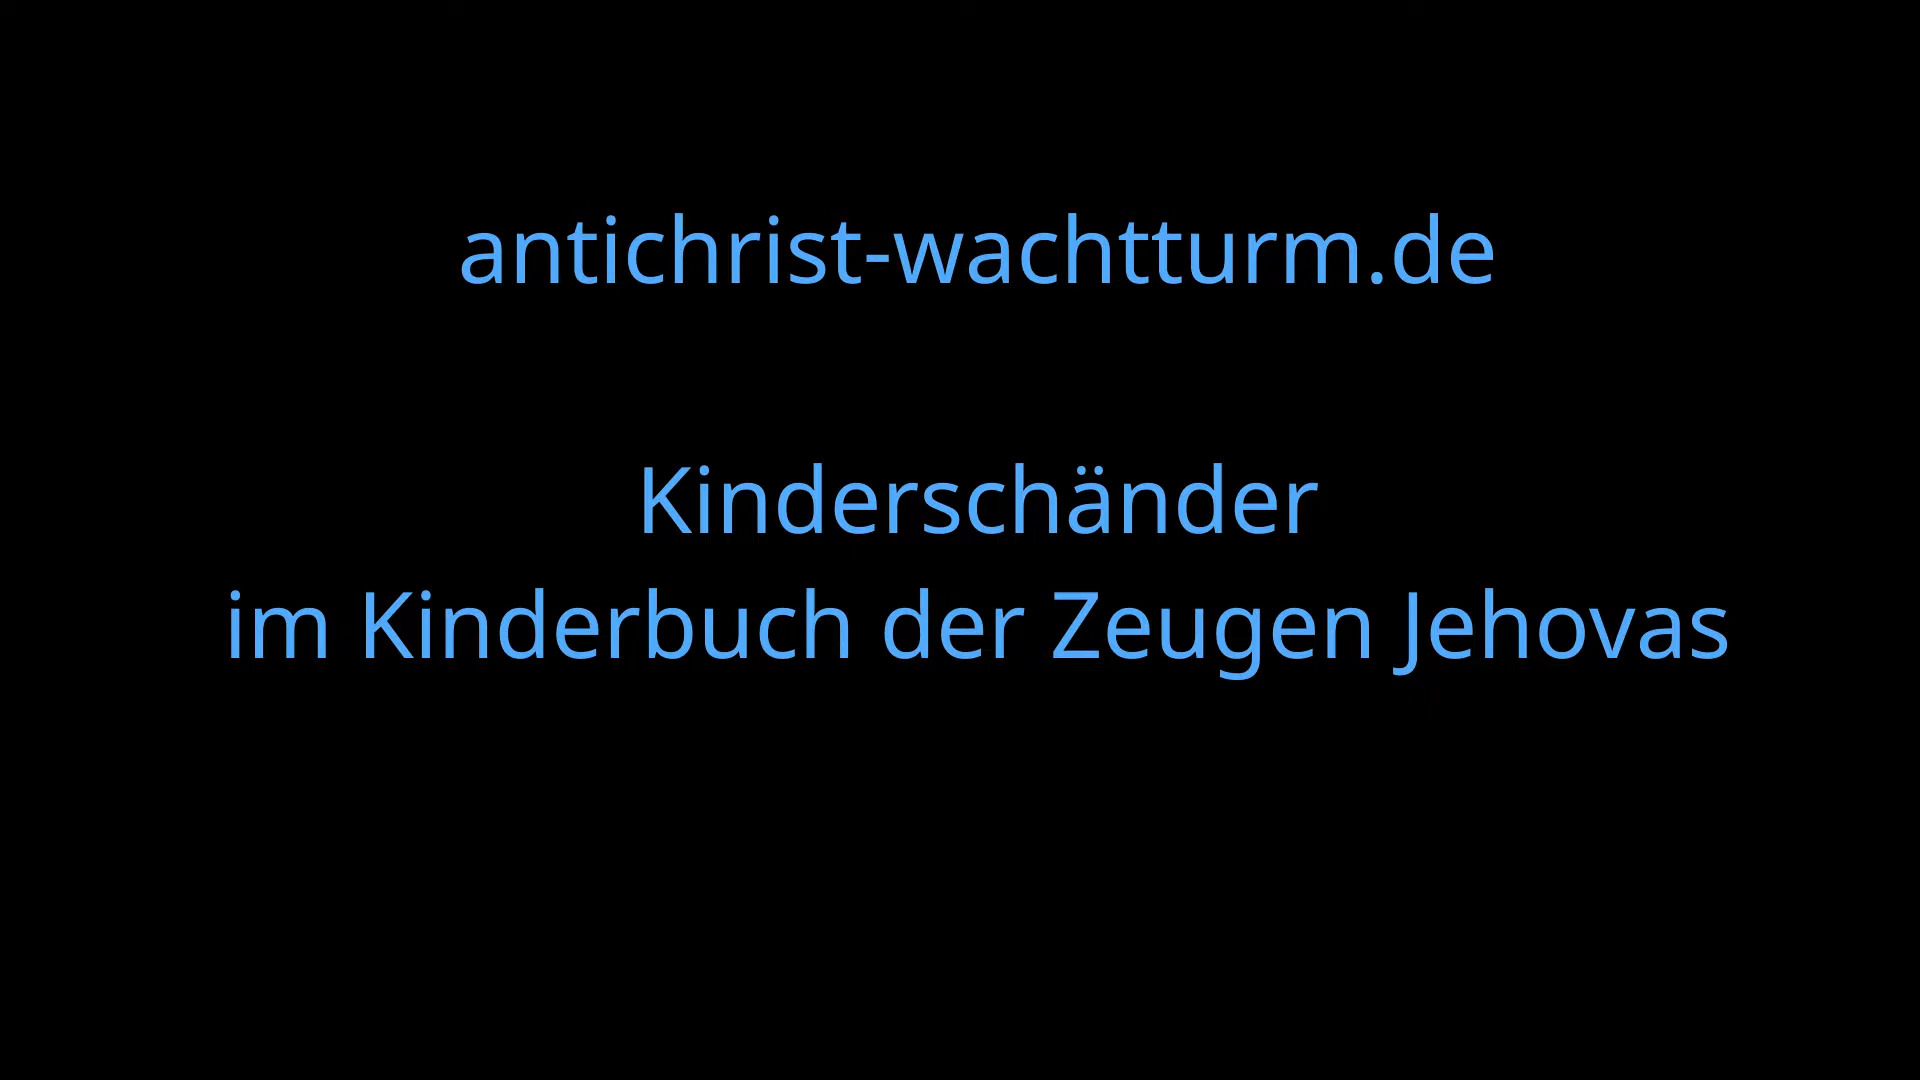 antichrist-wachtturm.de
Kinderschänder
im Kinderbuch der Zeugen Jehovas